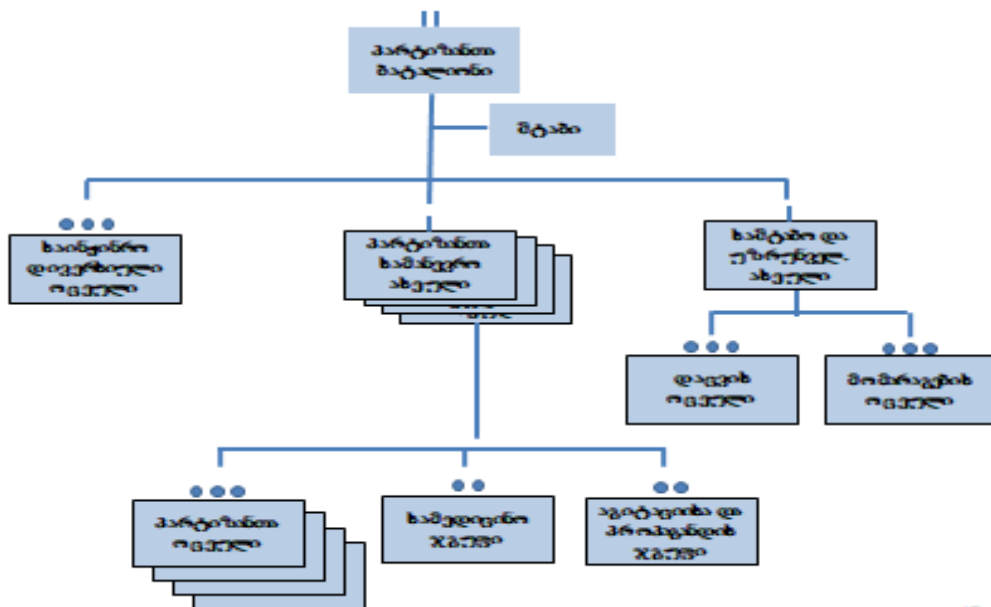 პარტიზანთა
ბატალიონი
შტაბი
საინჟინრო
დივერსიული
ოცეული
პარტიზანთა
სამანევრო
ასეული
საშტაბო და
უზრუნველ.
ასეული
დაცვის
ოცეული
მომარაგების
ოცეული
პარტიზანთა
ოცეული
სამედიცინო
ჯგუფი
აგიტაციისა და
პროპაგანდის
ჯგუფი